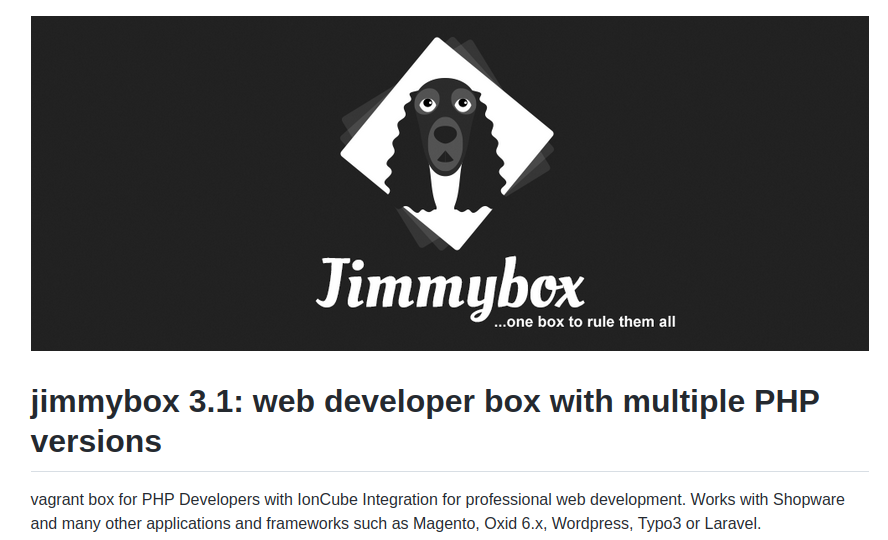 Jimmybox
...one box to rule them all
jimmybox 3.1: web developer box with multiple PHP
versions
vagrant box for PHP Developers with IonCube Integration for professional web development. Works with Shopware
and many other applications and frameworks such as Magento, Oxid 6.x, Wordpress, Typo3 or Laravel.